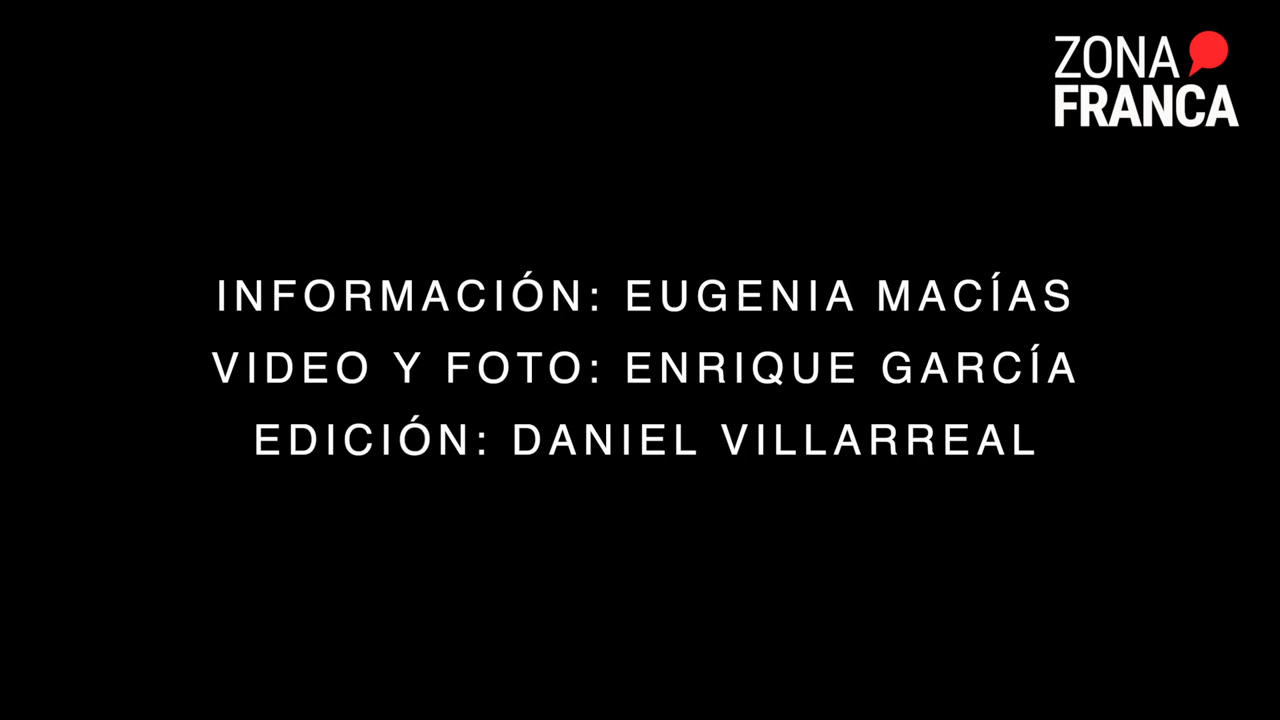 ZONA
FRANCA
INFORMACIÓN: EUGENIA MACÍAS
VIDEO Y FOTO: ENRIQUE GARCÍA
EDICIÓN: DANIEL VILLARREAL